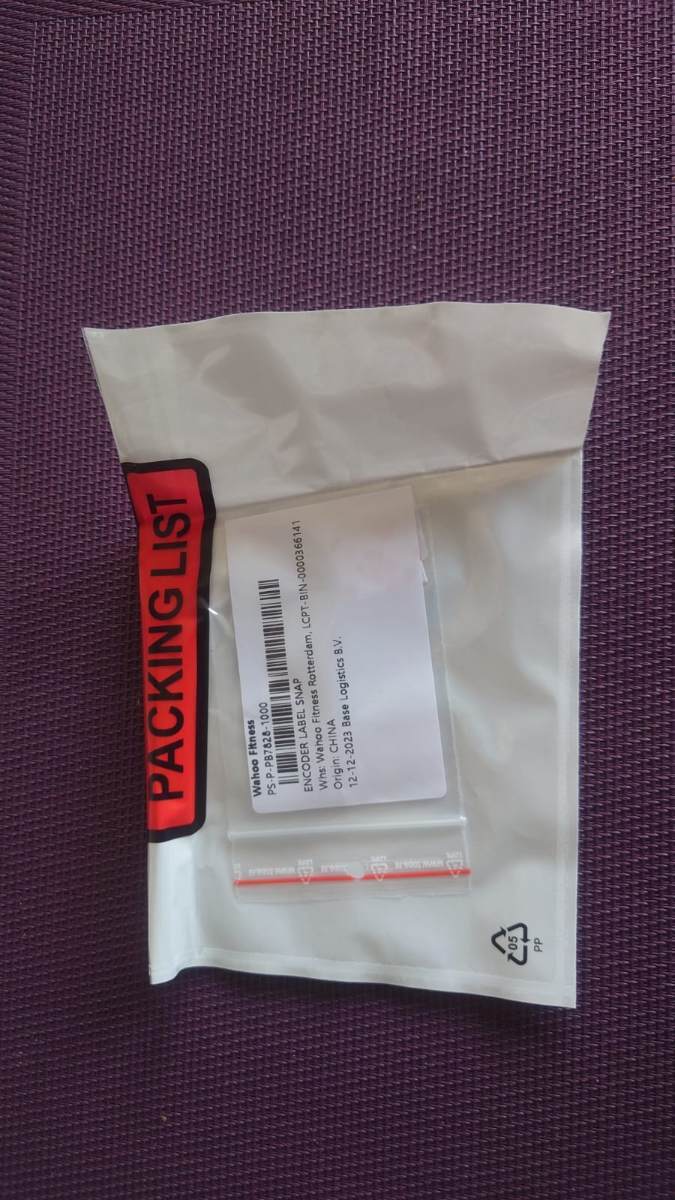 PACKING LIST
Wahoo Fitness
PS-P-PB7828-1000
ENCODER LABEL SNAP
Whs: Wahoo Fitness Rotterdam, LCPT-BIN-0000366141
Origin: CHINA
12-12-2023 Base Logistics B.V.
05
PP